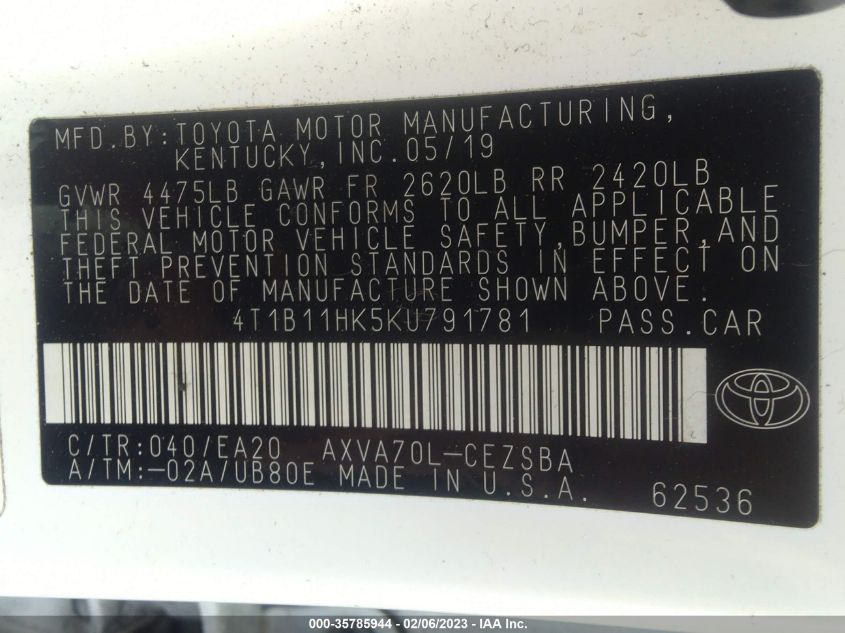 MFD.BY:TOYOTA MOTOR MANUFACTURING,
KENTUCKY,INC.05/19
GVWR 4475LB GAWR FR 2620LB RR 2420LB
THIS VEHICLE CONFORMS TO ALL APPLICABLE
FEDERAL MOTOR VEHICLE SAFETY,BUMPER,AND
THEFT PREVENTION STANDARDS IN EFFECT ON
THE DATE OF MANUFACTURE SHOWN ABOVE.
4T1B11HK5KU791781 PASS.CAR
C/TR:040/EA20 AXVA70L-CEZSBA
A/TM:-02A/UB80E MADE IN U.S.A. 62536
000-35785944 - 02/06/2023 - IAA Inc.